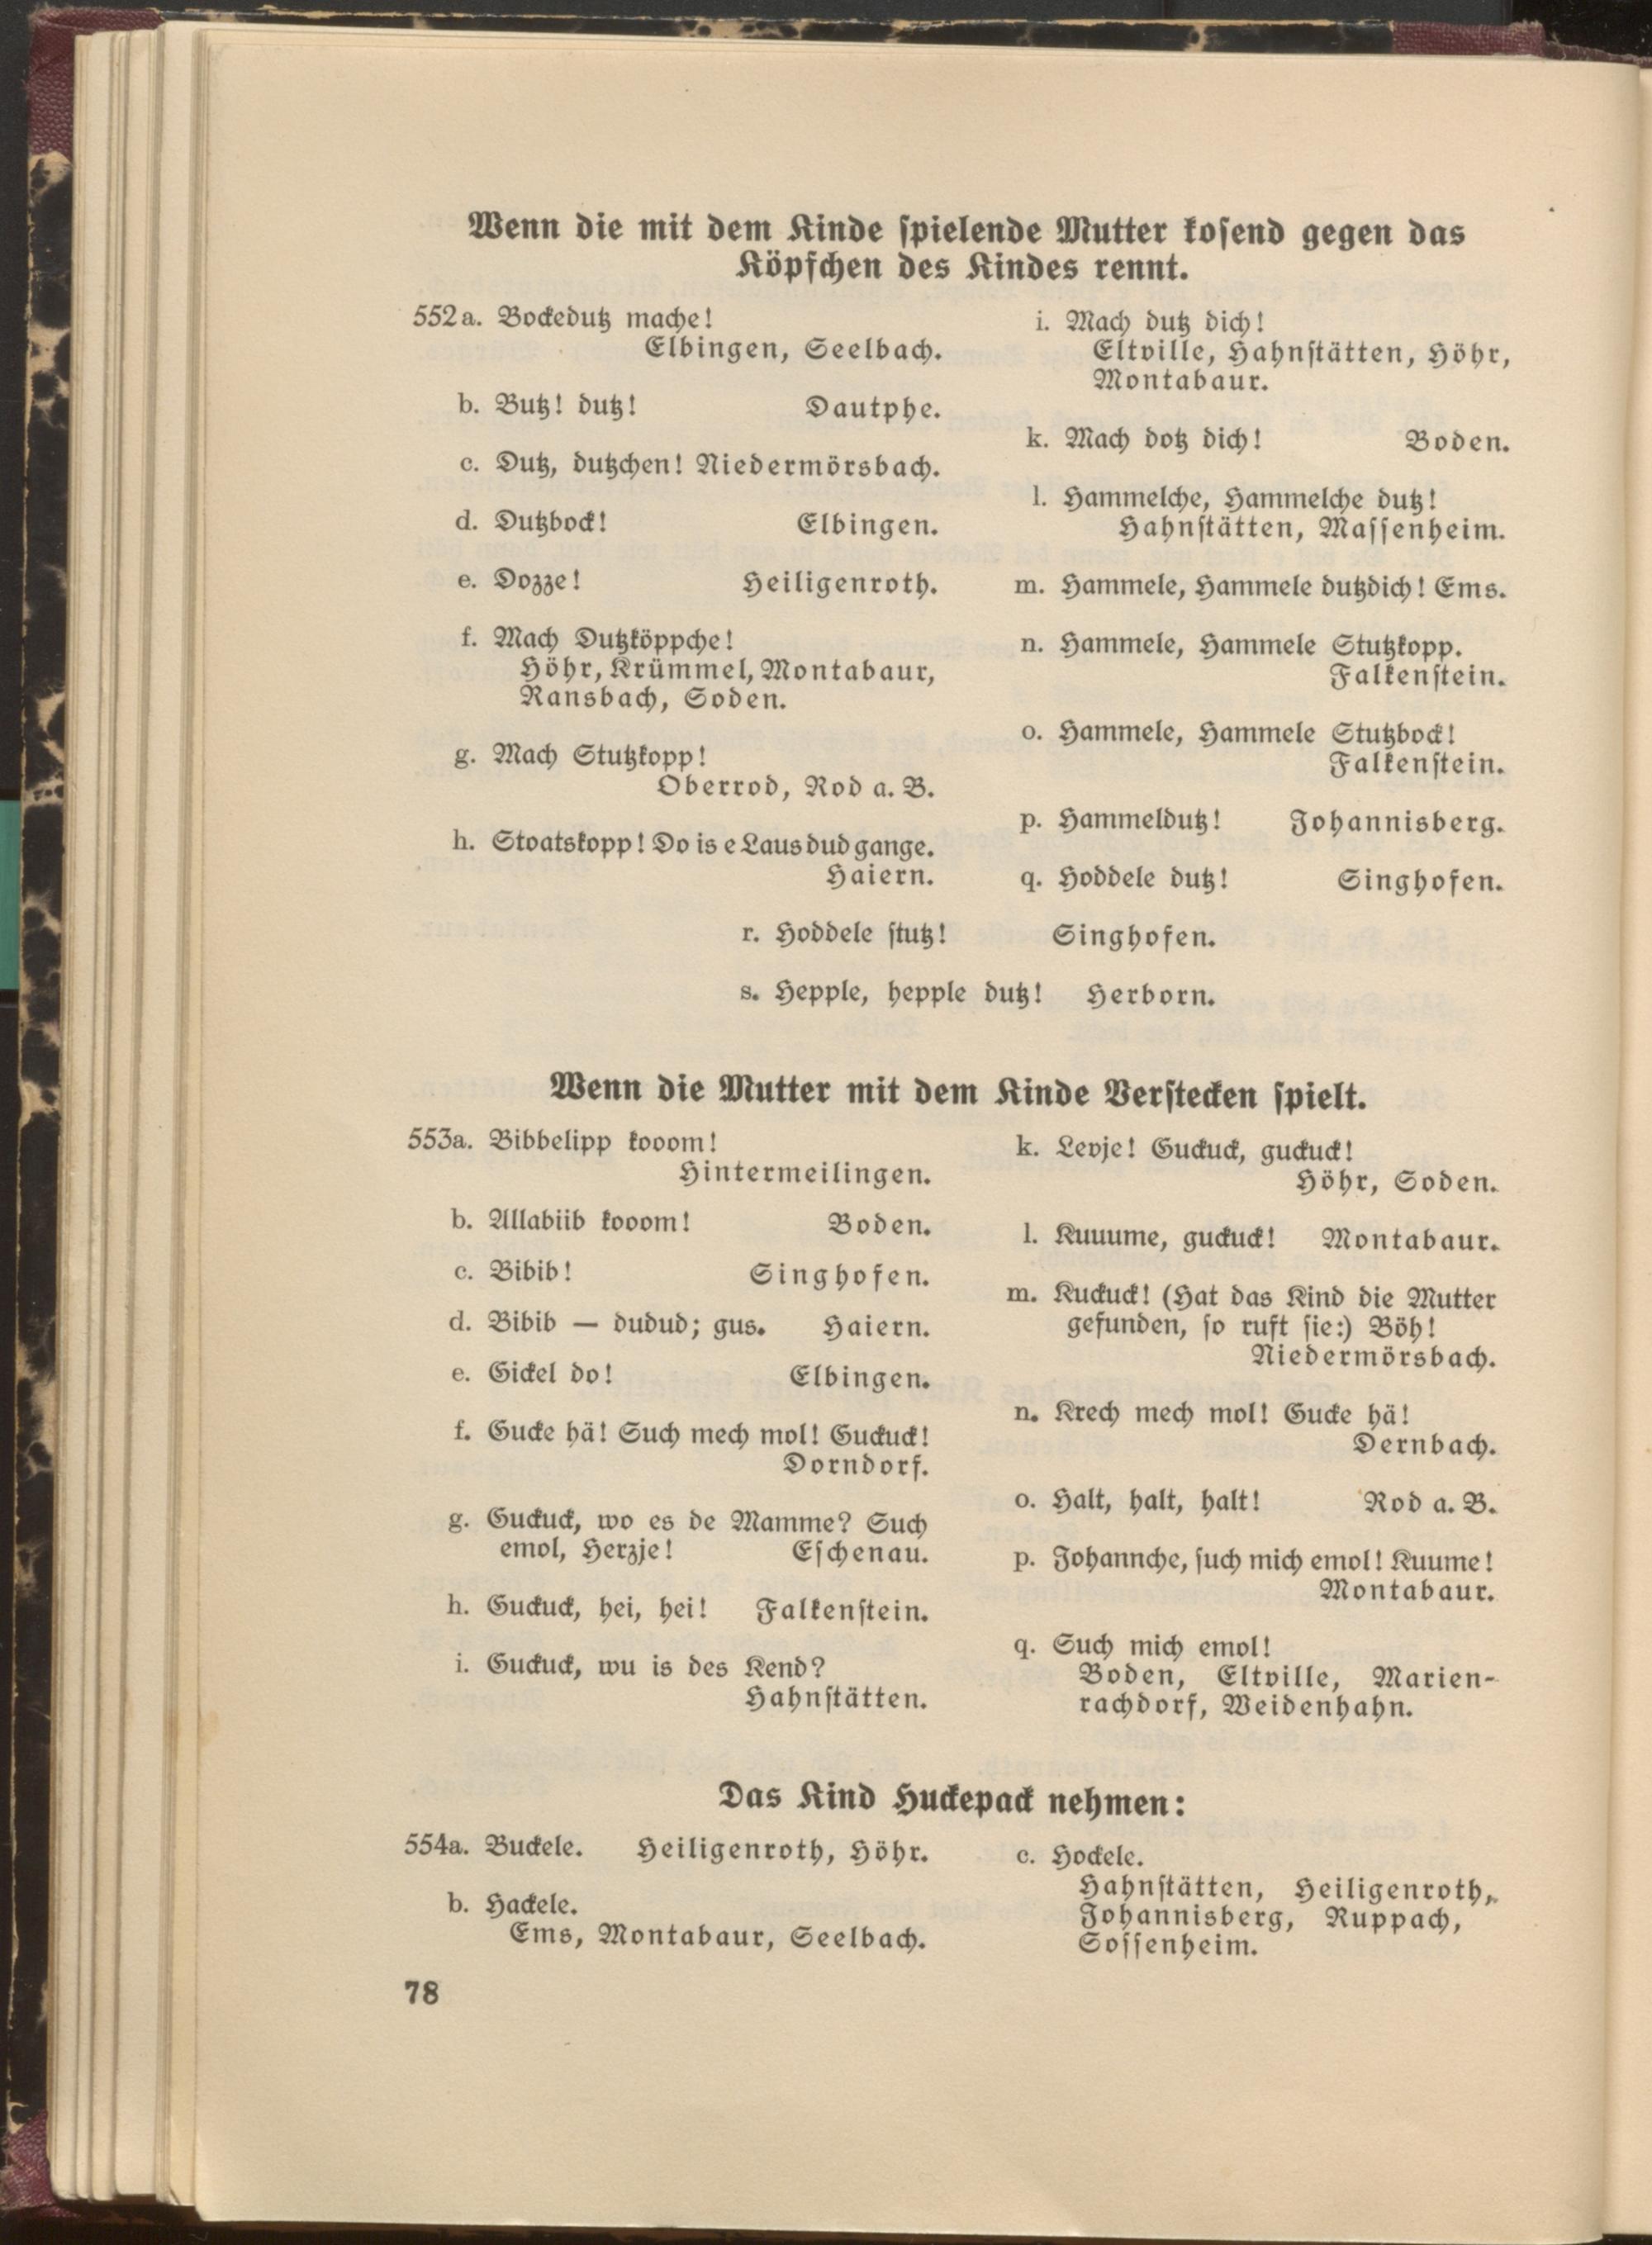 Wenn die mit dem Kinde spielende Mutter kosend gegen das
Köpfchen des Kindes rennt.
552a. Bockedutz mache!
Elbingen, Seelbach.
b. Butz! dutz! Dautphe.
c. Dutz, dutzchen! Niedermörsbach.
d. Dutzbock! Elbingen.
e. Dozze! Heiligenroth.
f. Mach Dutzköppche!
Höhr, Krümmel, Montabaur,
Ransbach, Soden.
g. Mach Stutzkopp!
Oberrod, Rod a. B.
h. Stoatskopp! Do is e Laus dud gange.
Haiern.
i. Mach dutz dich!
Eltville, Hahnstätten, Höhr,
Montabaur.
k. Mach dotz dich! Boden.
l. Hammelche, Hammelche dutz!
Hahnstätten, Massenheim.
m. Hammele, Hammele dutzdich! Ems.
n. Hammele, Hammele Stutzkopp.
Falkenstein.
o. Hammele, Hammele Stutzbock!
Falkenstein.
p. Hammeldutz! Johannisberg.
q. Hoddele dutz! Singhofen.
r. Hoddele stutz! Singhofen.
s. Hepple, hepple dutz! Herborn.
Wenn die Mutter mit dem Kinde Verstecken spielt.
553a. Bibbelipp kooom!
Hintermeilingen.
b. Allabiib kooom! Boden.
c. Bibib! Singhofen.
d. Bibib — dudud; gus. Haiern.
e. Gickel do! Elbingen.
f. Gucke hä! Such mech mol! Guckuck!
Dorndorf.
g. Guckuck, wo es de Mamme? Such
emol, Herzje! Eschenau.
h. Guckuck, hei, hei! Falkenstein.
i. Guckuck, wu is des Kend?
Hahnstätten.
k. Levje! Guckuck, guckuck!
Höhr, Soden.
l. Kuuume, guckuck! Montabaur.
m. Kuckuck! (Hat das Kind die Mutter
gefunden, so ruft sie:) Böh!
Niedermörsbach.
n. Krech mech mol! Gucke hä!
Dernbach.
o. Halt, halt, halt! Rod a. B.
p. Johannche, such mich emol! Kuume!
Montabaur.
q. Such mich emol!
Boden, Eltville, Marien-
rachdorf, Weidenhahn.
Das Kind Huckepack nehmen:
554a. Buckele. Heiligenroth, Höhr.
b. Hackele.
Ems, Montabaur, Seelbach.
c. Hockele.
Hahnstätten, Heiligenroth,
Johannisberg, Ruppach,
Sossenheim.
78